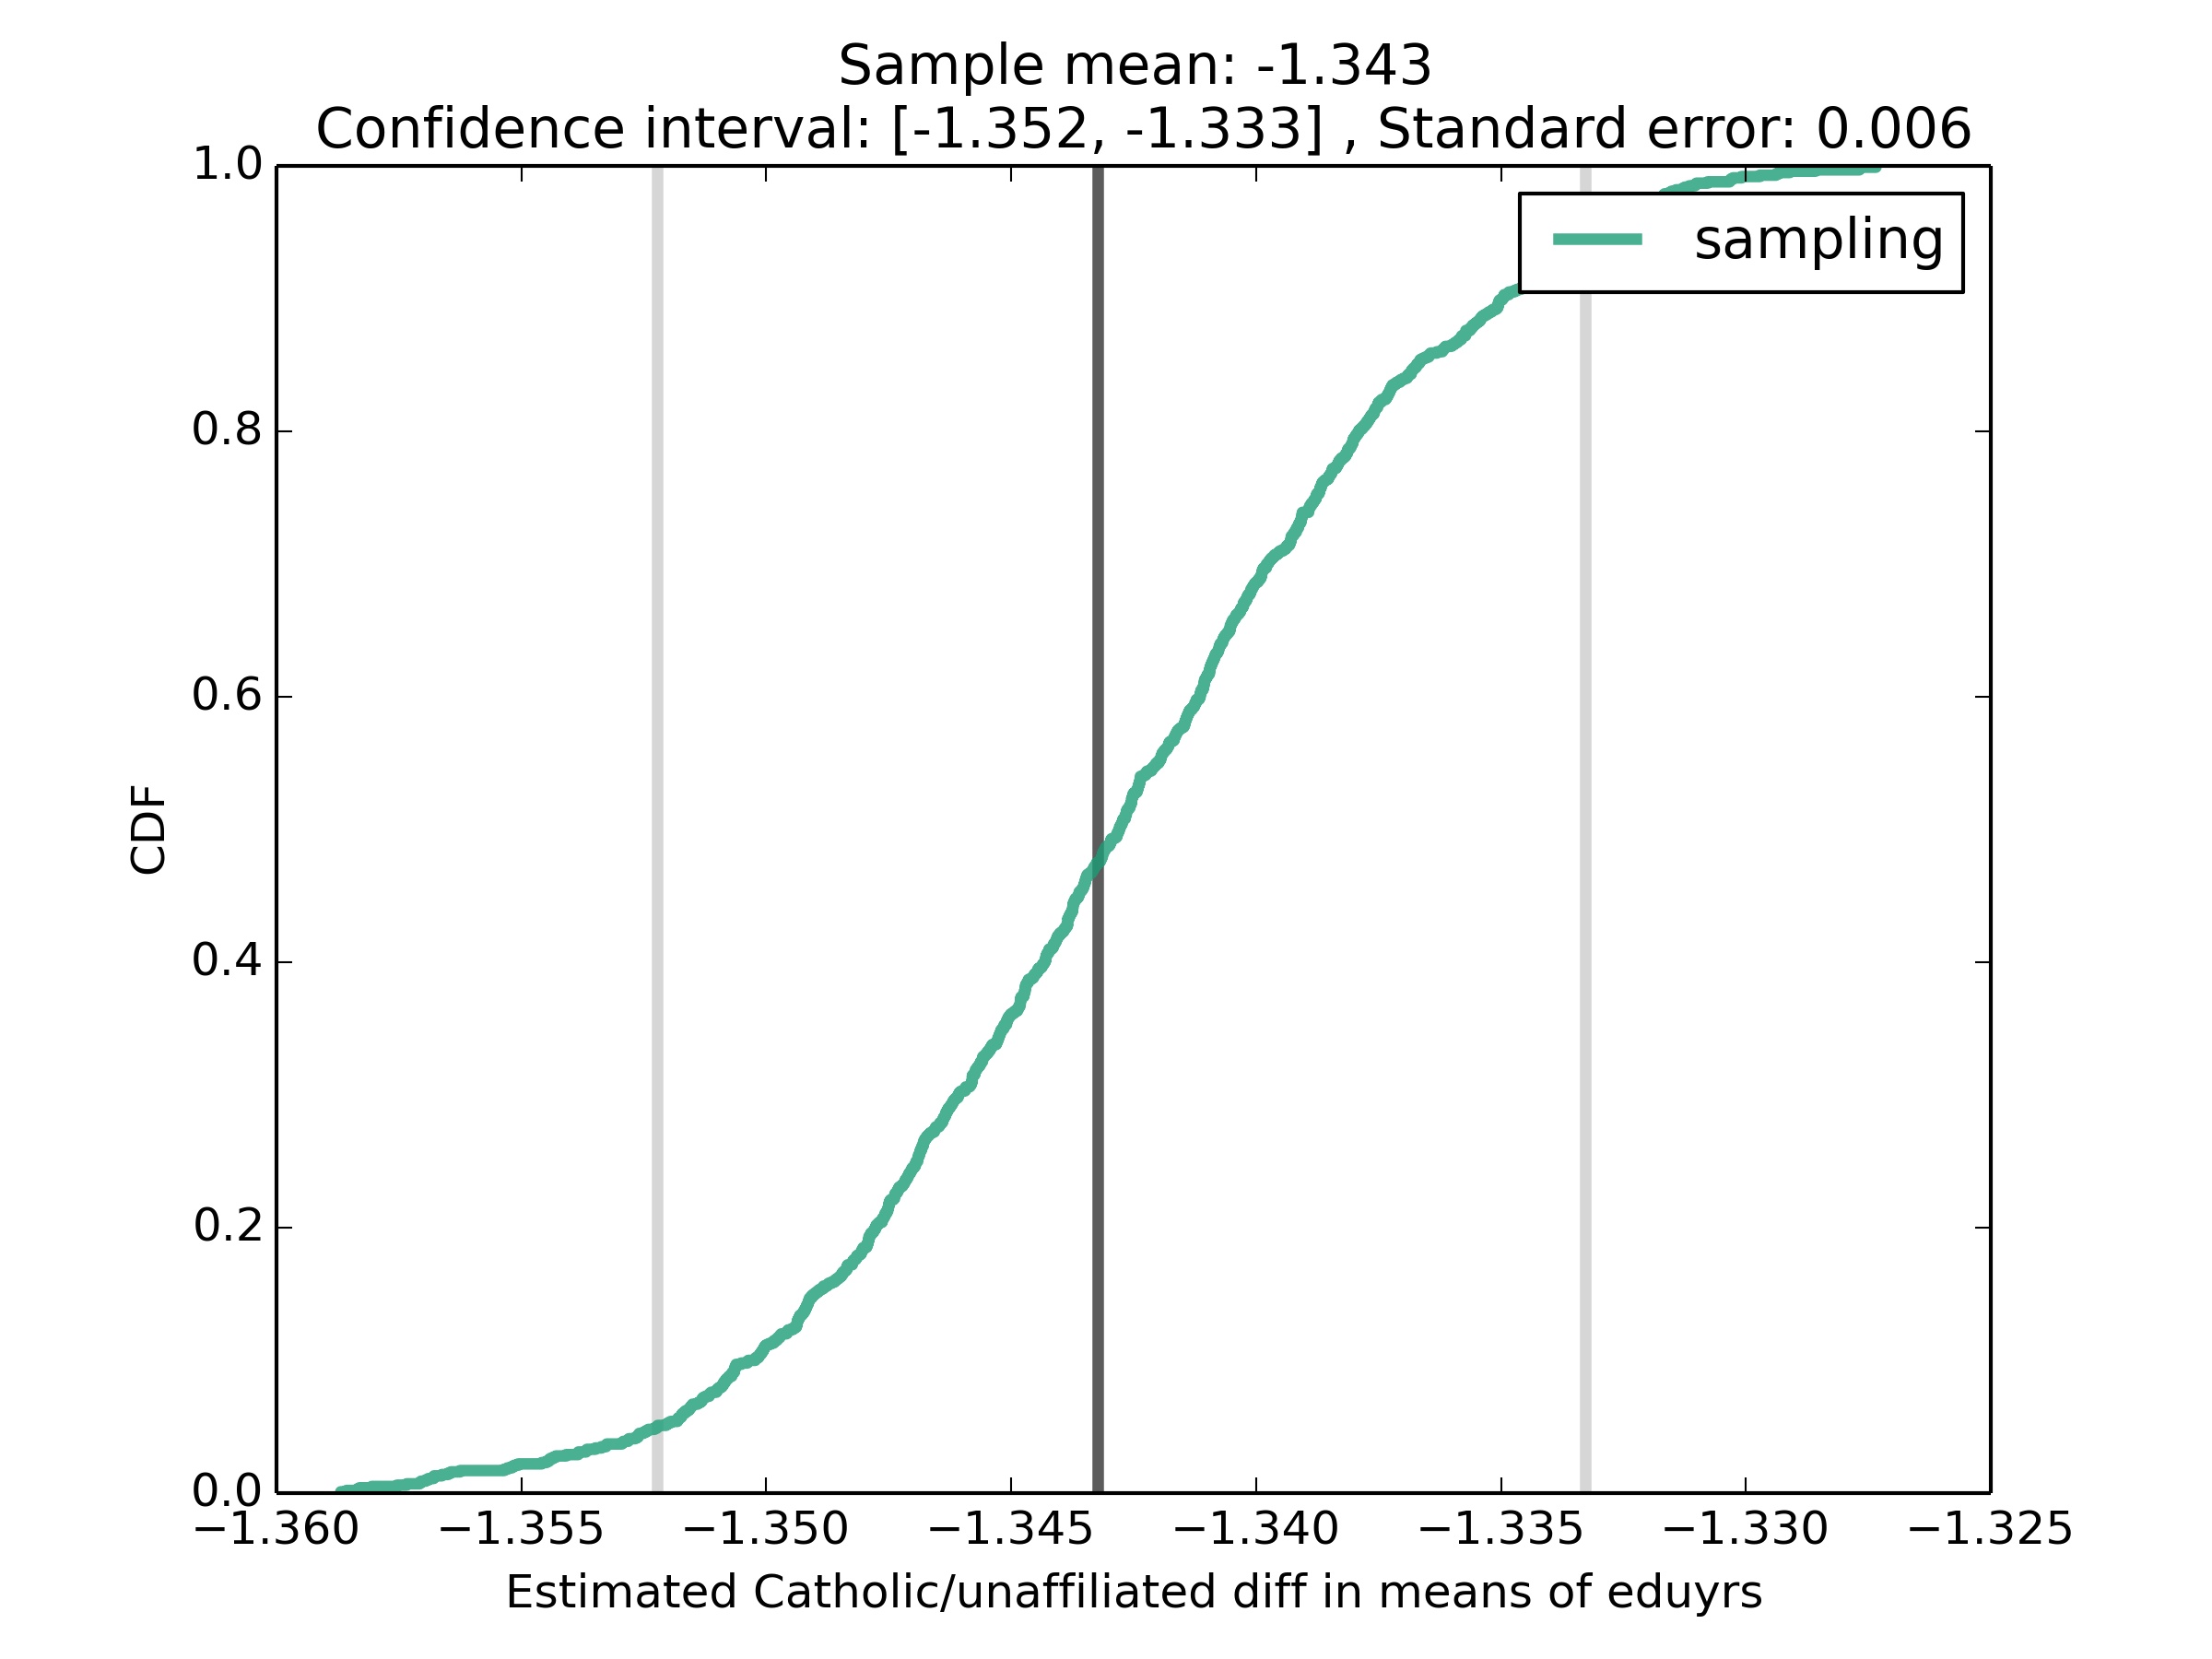 Sample mean: -1.343
Confidence interval: [-1.352, -1.333] , Standard error: 0.006
1.0
sampling
0.8
0.6
CDF
0.4
0.2
0.0
−1.360 −1.355 −1.350 −1.345 −1.340 −1.335 −1.330 −1.325
Estimated Catholic/unaffiliated diff in means of eduyrs